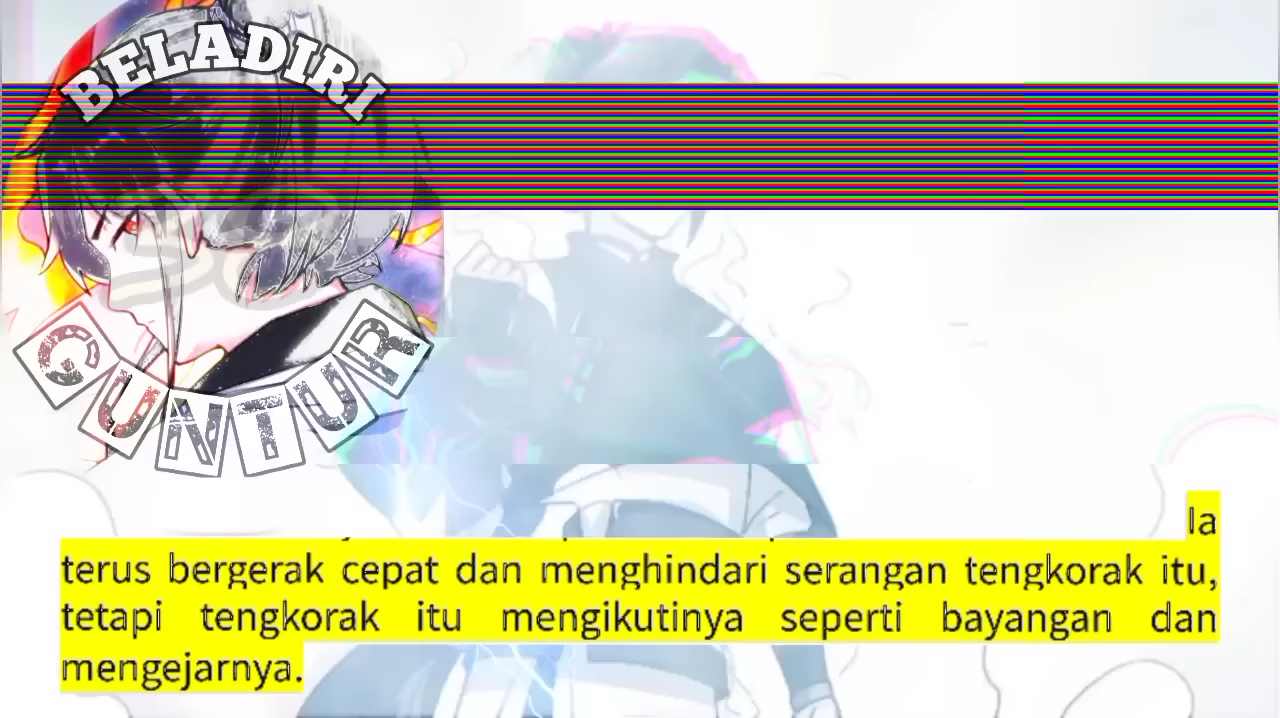 BELADIRI
GUNTUR
Ia
terus bergerak cepat dan menghindari serangan tengkorak itu,
tetapi tengkorak itu mengikutinya seperti bayangan dan
mengejarnya.